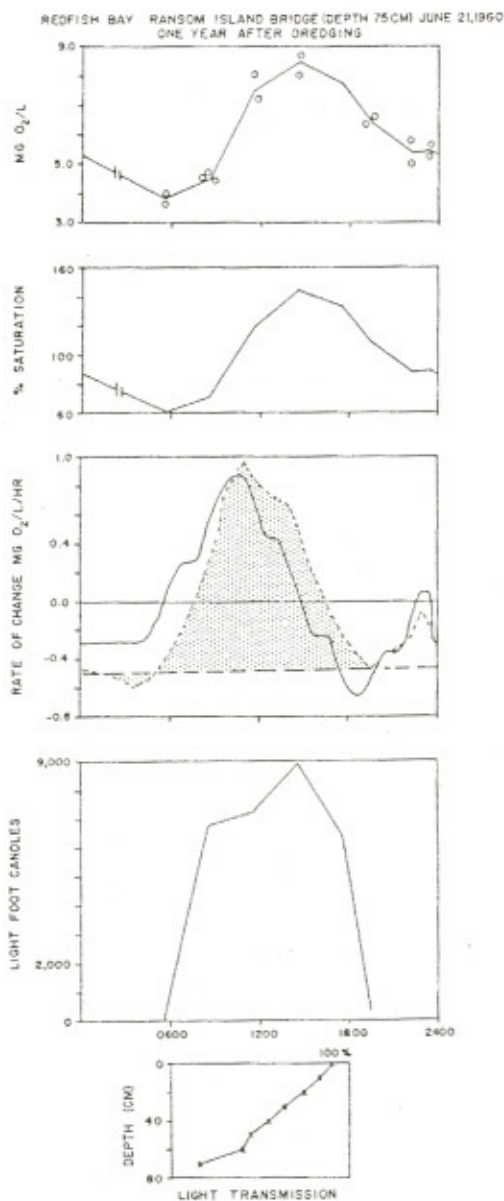 REDFISH BAY RANSOM ISLAND BRIDGE (DEPTH 75CM) JUNE 21,1960
ONE YEAR AFTER DREDGING
9.0
MG O₂/L
5.0
3.0
160
% SATURATION
100
60
1.0
RATE OF CHANGE MG O₂/L/HR
0.4
0.0
-0.4
-0.8
9,000
LIGHT FOOT CANDLES
2,000
0
0600 1200 1800 2400
100 %
0
DEPTH (CM)
40
80
LIGHT TRANSMISSION